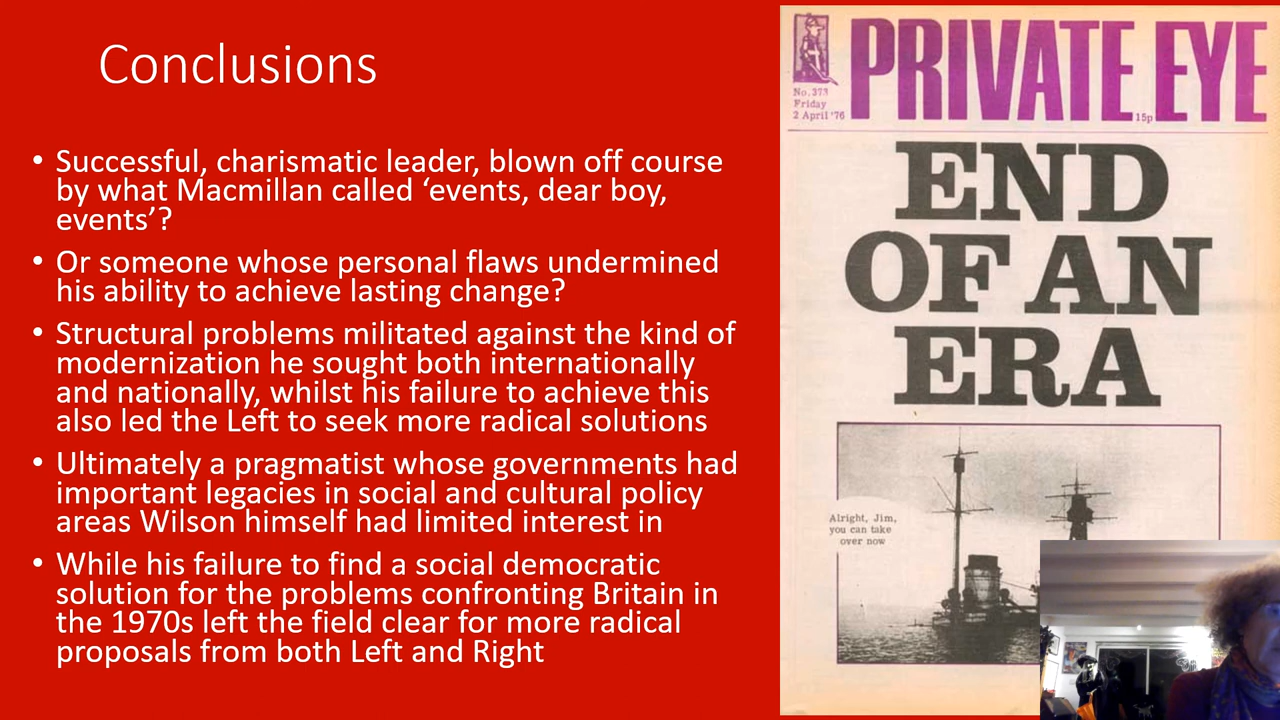 Conclusions
• Successful, charismatic leader, blown off course
by what Macmillan called ‘events, dear boy,
events’?
• Or someone whose personal flaws undermined
his ability to achieve lasting change?
• Structural problems militated against the kind of
modernization he sought both internationally
and nationally, whilst his failure to achieve this
also led the Left to seek more radical solutions
• Ultimately a pragmatist whose governments had
important legacies in social and cultural policy
areas Wilson himself had limited interest in
• While his failure to find a social democratic
solution for the problems confronting Britain in
the 1970s left the field clear for more radical
proposals from both Left and Right
PRIVATE EYE
No. 373
Friday
2 April '76
15p
END
OF AN
ERA
Alright, Jim,
you can take
over now